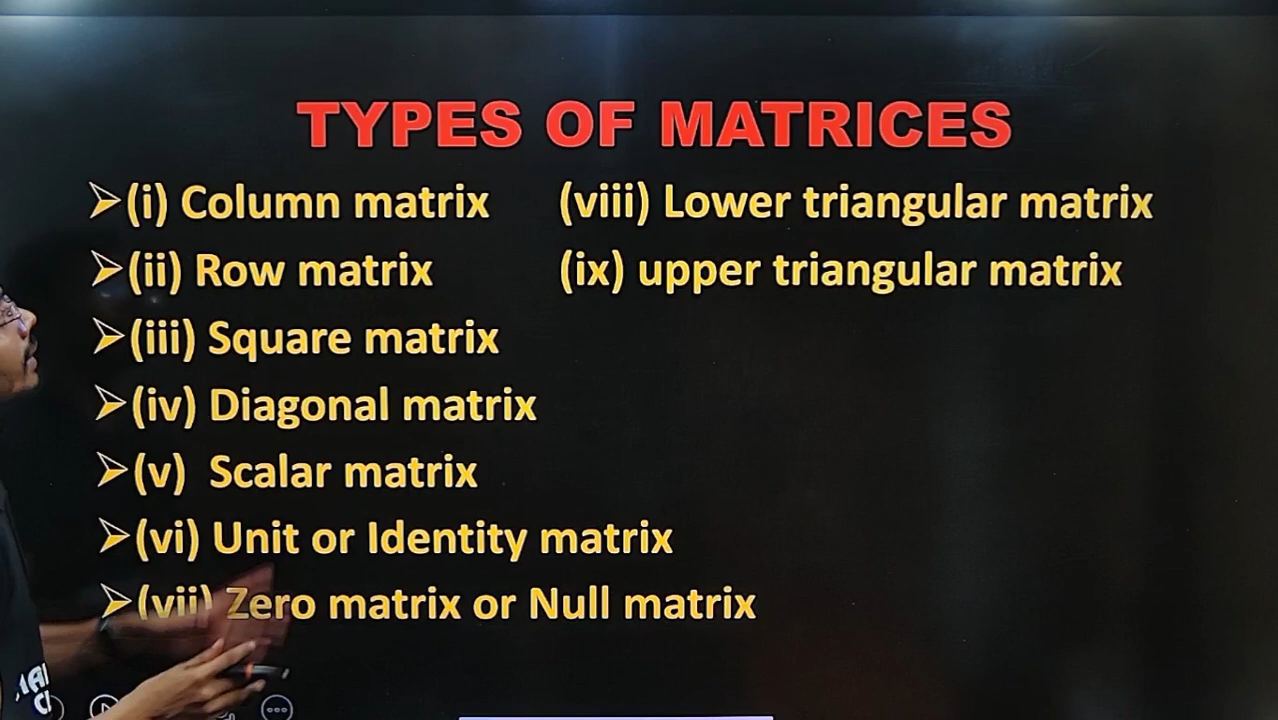 TYPES OF MATRICES
➢(i) Column matrix
➢(ii) Row matrix
➢(iii) Square matrix
➢(iv) Diagonal matrix
➢(v) Scalar matrix
➢(vi) Unit or Identity matrix
➢(vii) Zero matrix or Null matrix
(viii) Lower triangular matrix
(ix) upper triangular matrix